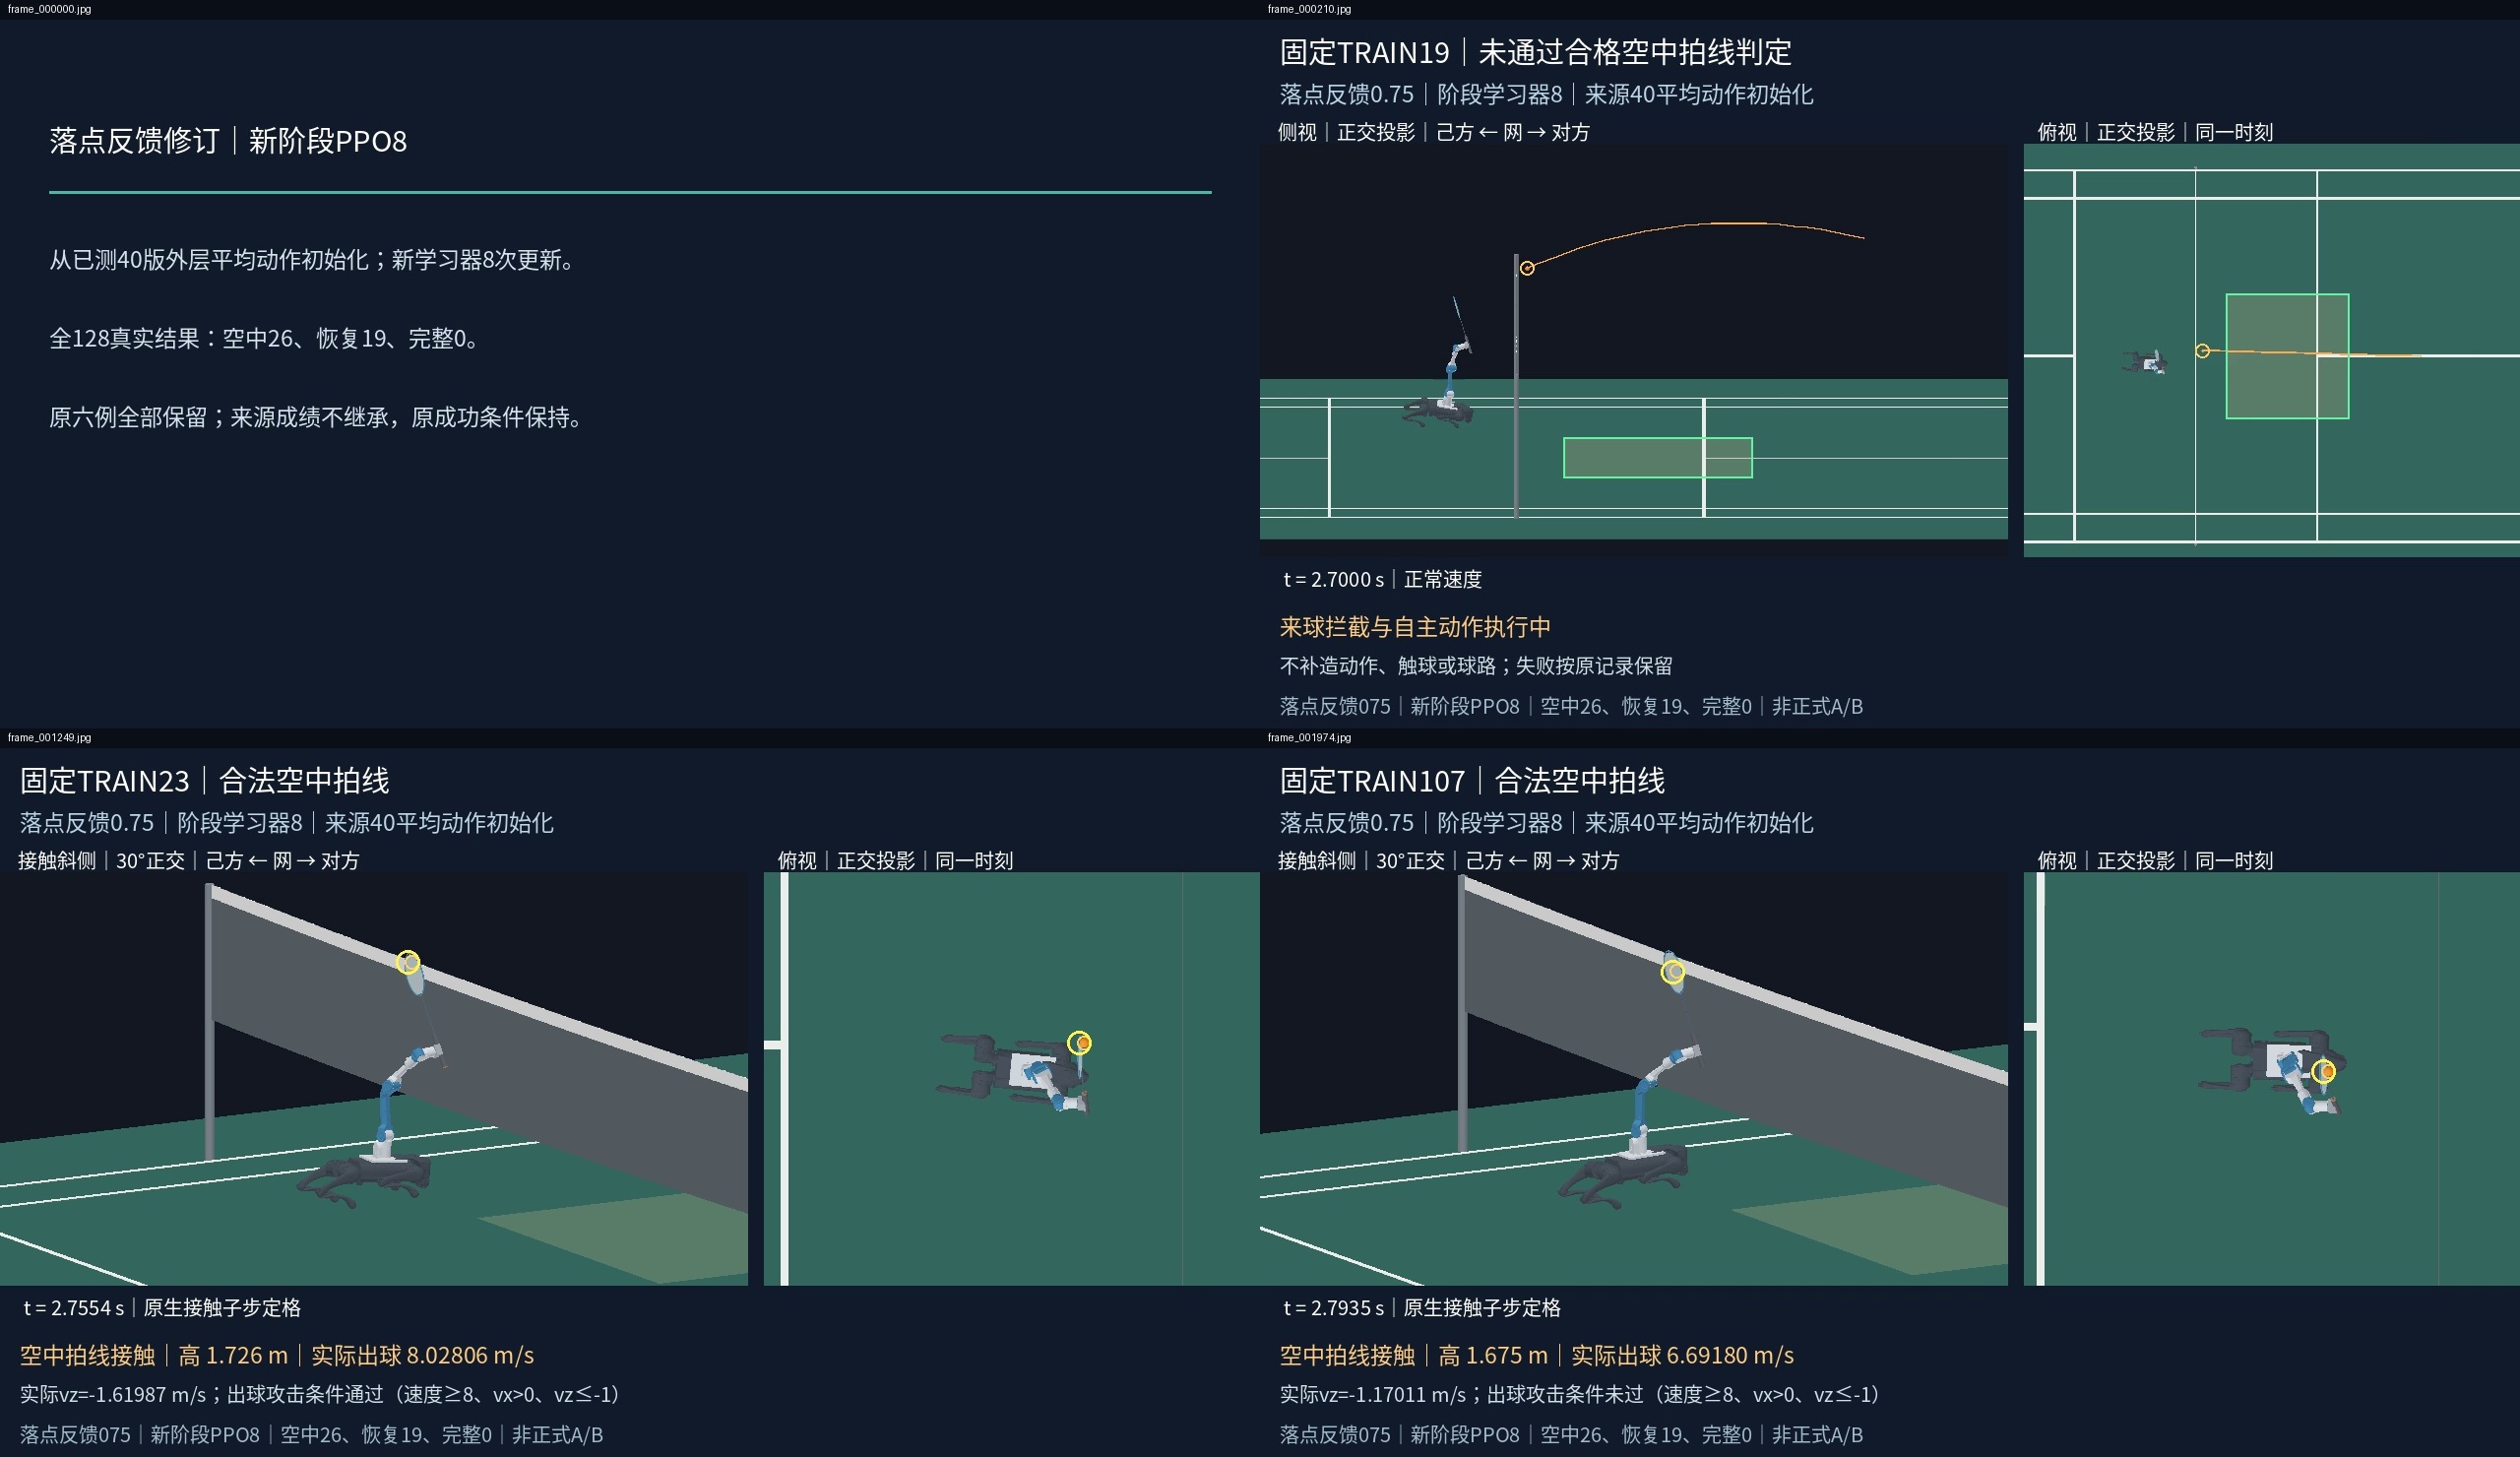 frame_000000.jpg
落点反馈修订｜新阶段PPO8
从已测40版外层平均动作初始化；新学习器8次更新。
全128真实结果：空中26、恢复19、完整0。
原六例全部保留；来源成绩不继承，原成功条件保持。
frame_000210.jpg
固定TRAIN19｜未通过合格空中拍线判定
落点反馈0.75｜阶段学习器8｜来源40平均动作初始化
侧视｜正交投影｜己方 ← 网 → 对方
俯视｜正交投影｜同一时刻
t = 2.7000 s｜正常速度
来球拦截与自主动作执行中
不补造动作、触球或球路；失败按原记录保留
落点反馈075｜新阶段PPO8｜空中26、恢复19、完整0｜非正式A/B
frame_001249.jpg
固定TRAIN23｜合法空中拍线
落点反馈0.75｜阶段学习器8｜来源40平均动作初始化
接触斜侧｜30°正交｜己方 ← 网 → 对方
俯视｜正交投影｜同一时刻
t = 2.7554 s｜原生接触子步定格
空中拍线接触｜高 1.726 m｜实际出球 8.02806 m/s
实际vz=-1.61987 m/s；出球攻击条件通过（速度≥8、vx>0、vz≤-1）
落点反馈075｜新阶段PPO8｜空中26、恢复19、完整0｜非正式A/B
frame_001974.jpg
固定TRAIN107｜合法空中拍线
落点反馈0.75｜阶段学习器8｜来源40平均动作初始化
接触斜侧｜30°正交｜己方 ← 网 → 对方
俯视｜正交投影｜同一时刻
t = 2.7935 s｜原生接触子步定格
空中拍线接触｜高 1.675 m｜实际出球 6.69180 m/s
实际vz=-1.17011 m/s；出球攻击条件未过（速度≥8、vx>0、vz≤-1）
落点反馈075｜新阶段PPO8｜空中26、恢复19、完整0｜非正式A/B